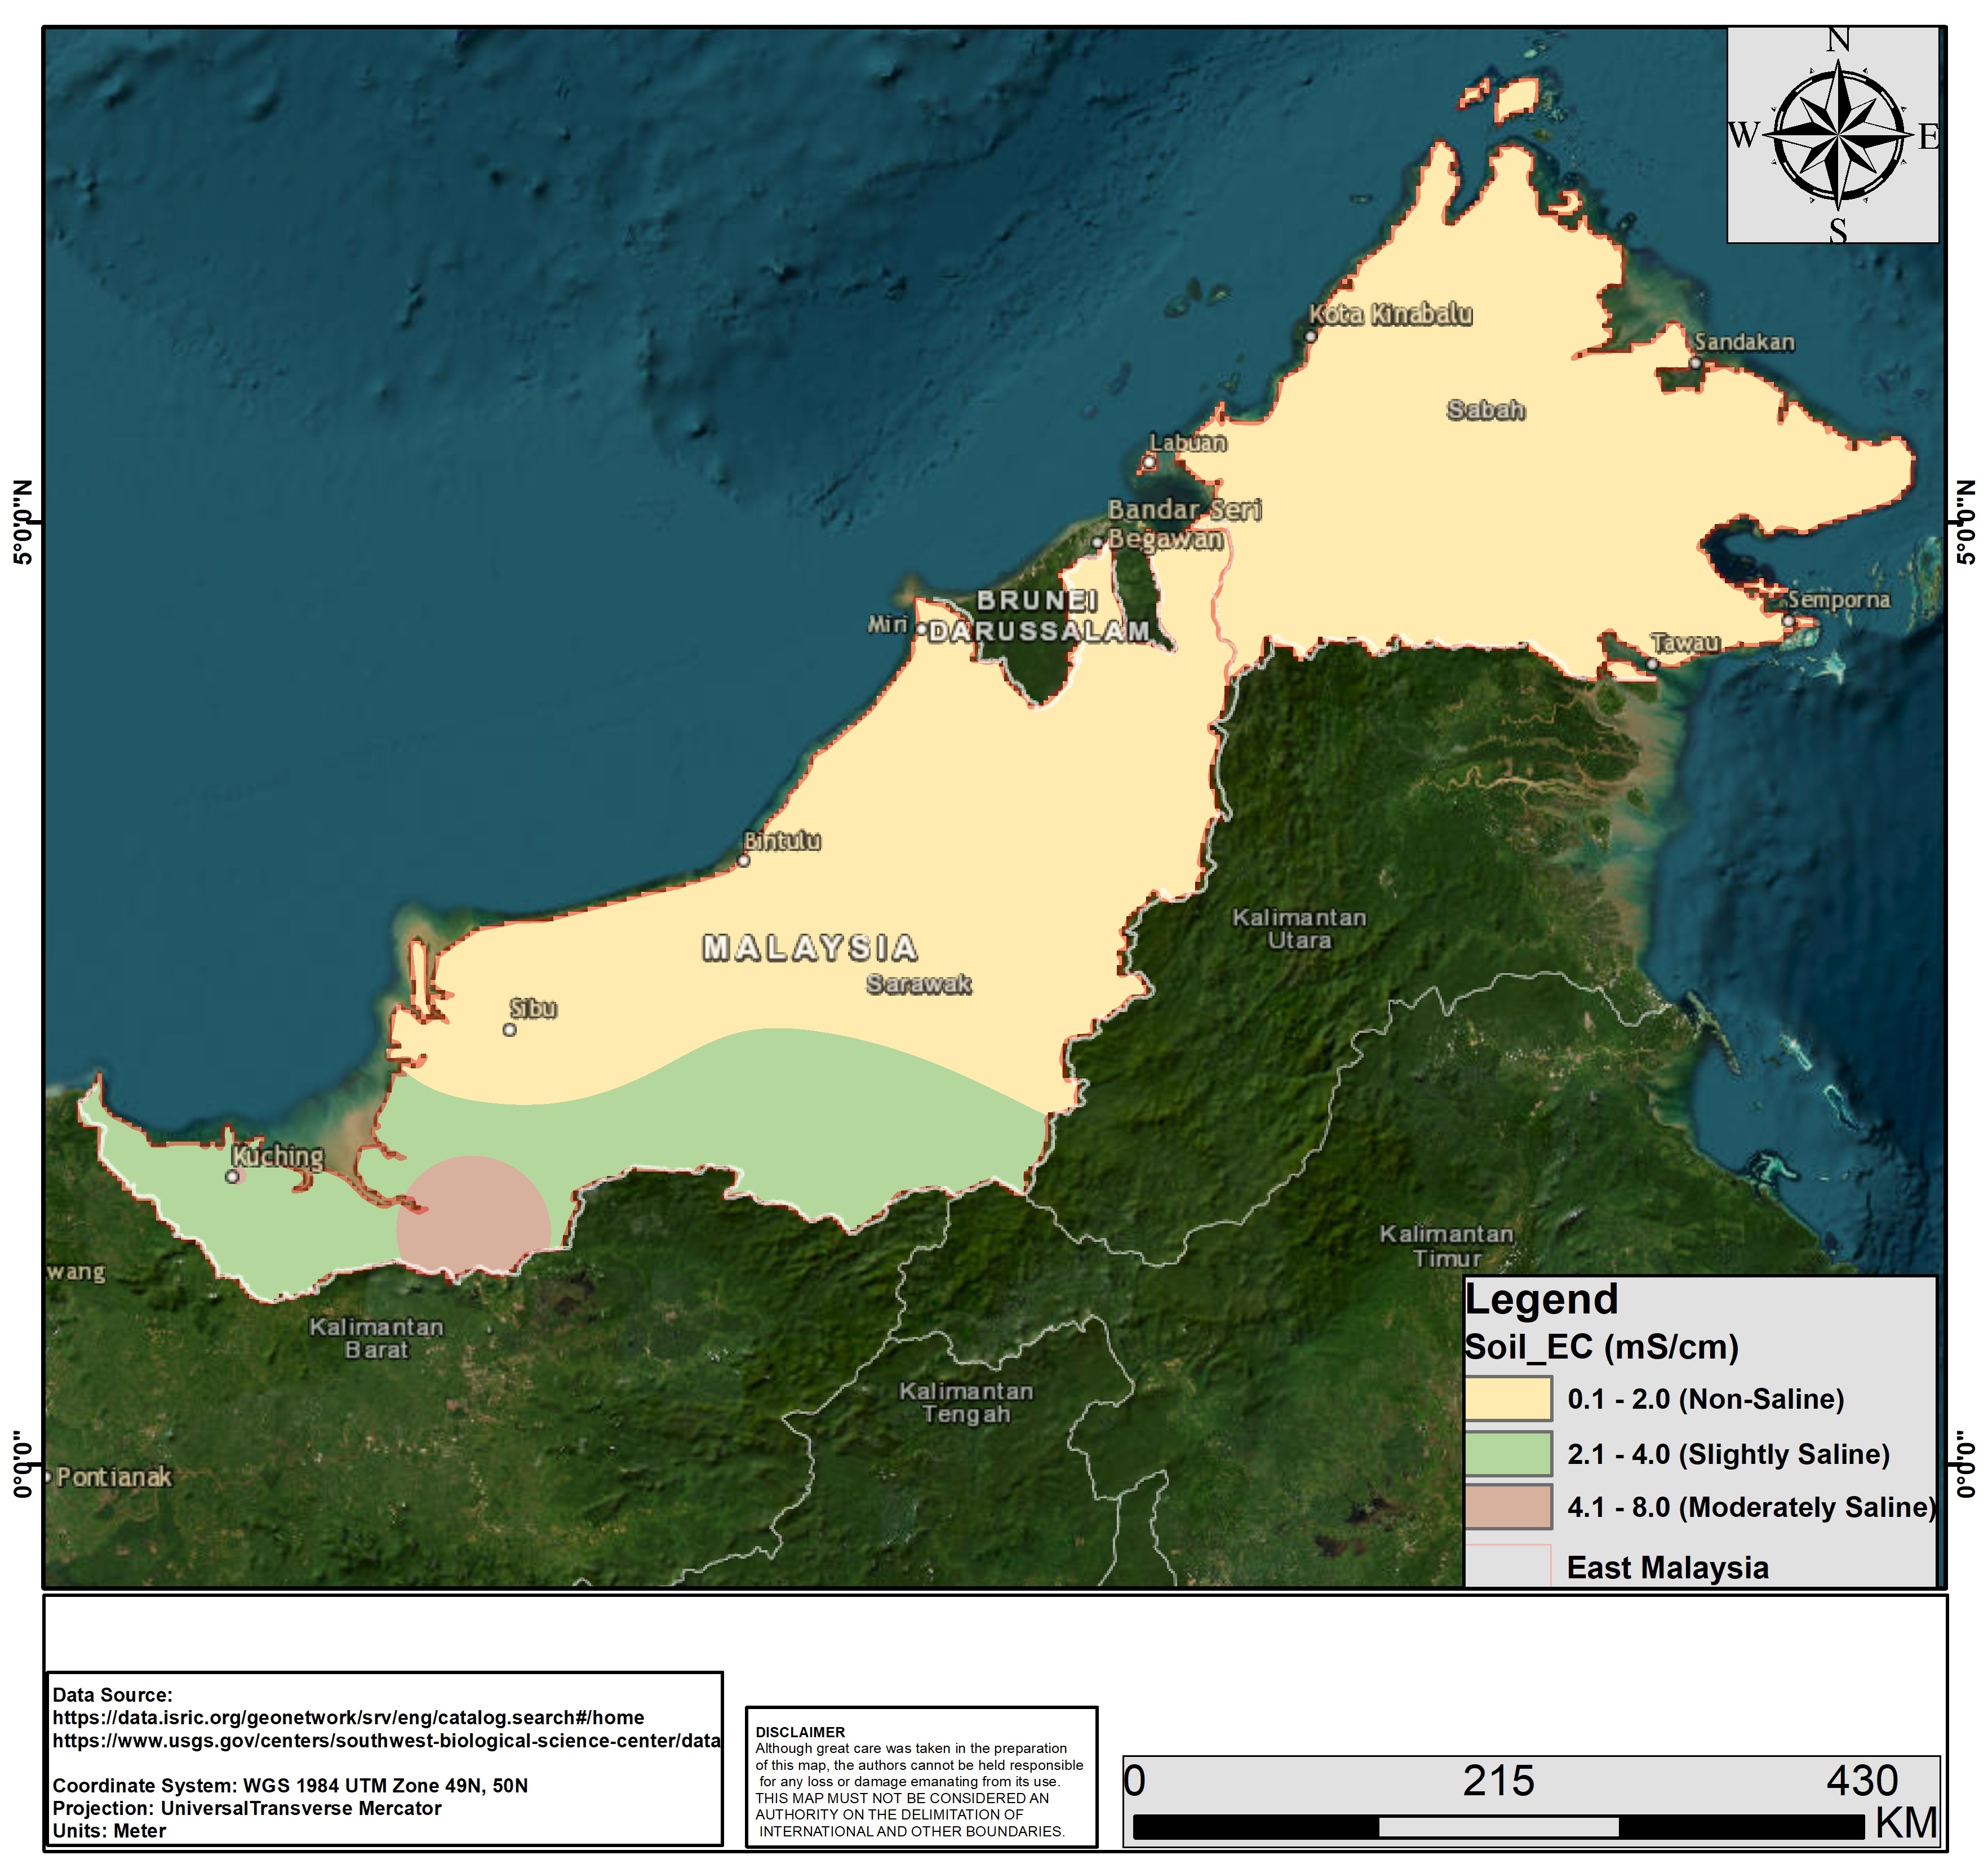 N
W
E
S
Kota Kinabalu
Sandakan
Sabah
Labuan
5°0'0"N
5°0'0"N
Bandar Seri
Begawan
BRUNEI
DARUSSALAM
Semporna
Miri
Tawau
Bintulu
Kalimantan
Utara
MALAYSIA
Sarawak
Sibu
Kuching
Kalimantan
Timur
wang
Kalimantan
Barat
Kalimantan
Tengah
Pontianak
0°0'0"
0°0'0"
Legend
Soil_EC (mS/cm)
0.1 - 2.0 (Non-Saline)
2.1 - 4.0 (Slightly Saline)
4.1 - 8.0 (Moderately Saline)
East Malaysia
Data Source:
https://data.isric.org/geonetwork/srv/eng/catalog.search#/home
https://www.usgs.gov/centers/southwest-biological-science-center/data
Coordinate System: WGS 1984 UTM Zone 49N, 50N
Projection: UniversalTransverse Mercator
Units: Meter
DISCLAIMER
Although great care was taken in the preparation
of this map, the authors cannot be held responsible
for any loss or damage emanating from its use.
THIS MAP MUST NOT BE CONSIDERED AN
AUTHORITY ON THE DELIMITATION OF
INTERNATIONAL AND OTHER BOUNDARIES.
0 215 430
KM